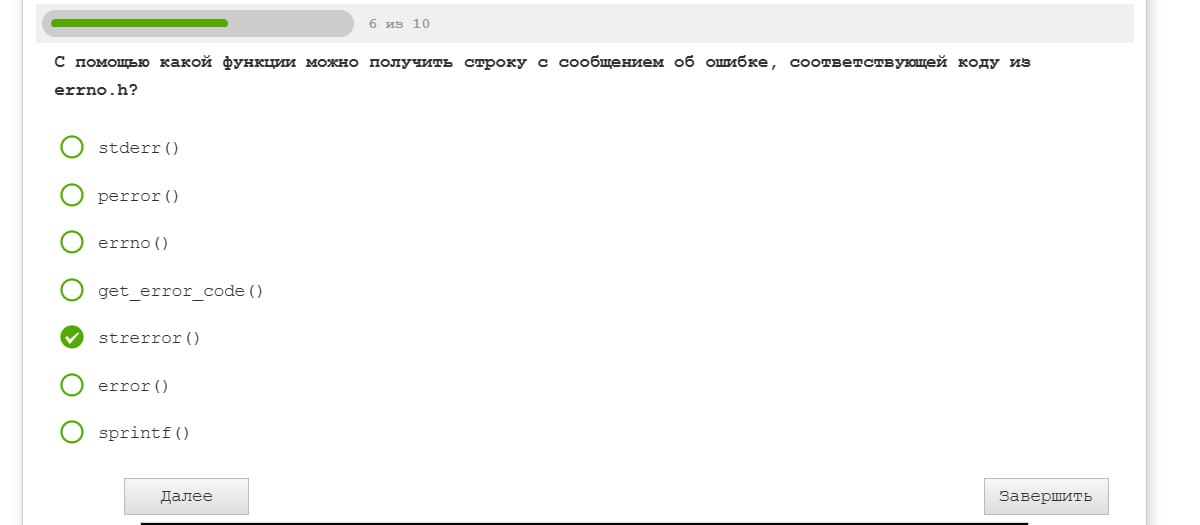 6 из 10
С помощью какой функции можно получить строку с сообщением об ошибке, соответствующей коду из
errno.h?
stderr()
perror()
errno()
get_error_code()
strerror()
error()
sprintf()
Далее
Завершить